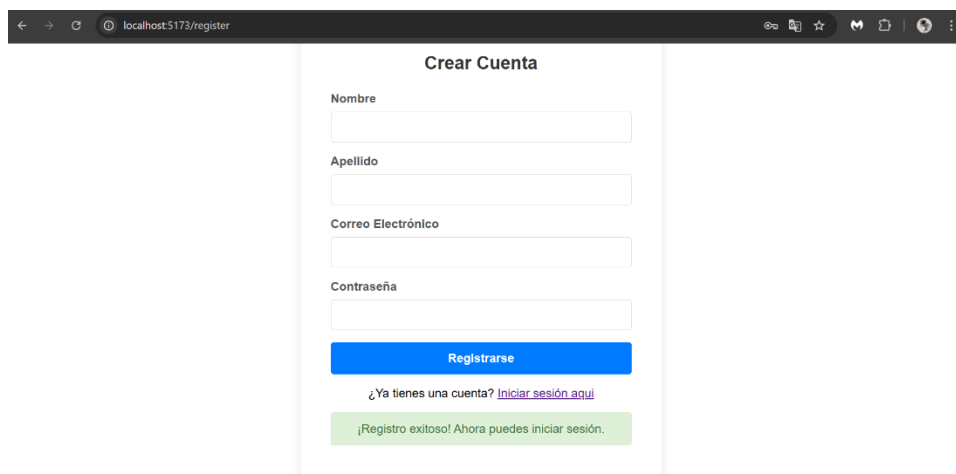 localhost:5173/register
Crear Cuenta
Nombre
Apellido
Correo Electrónico
Contraseña
Registrarse
¿Ya tienes una cuenta? Iniciar sesión aqui
¡Registro exitoso! Ahora puedes iniciar sesión.